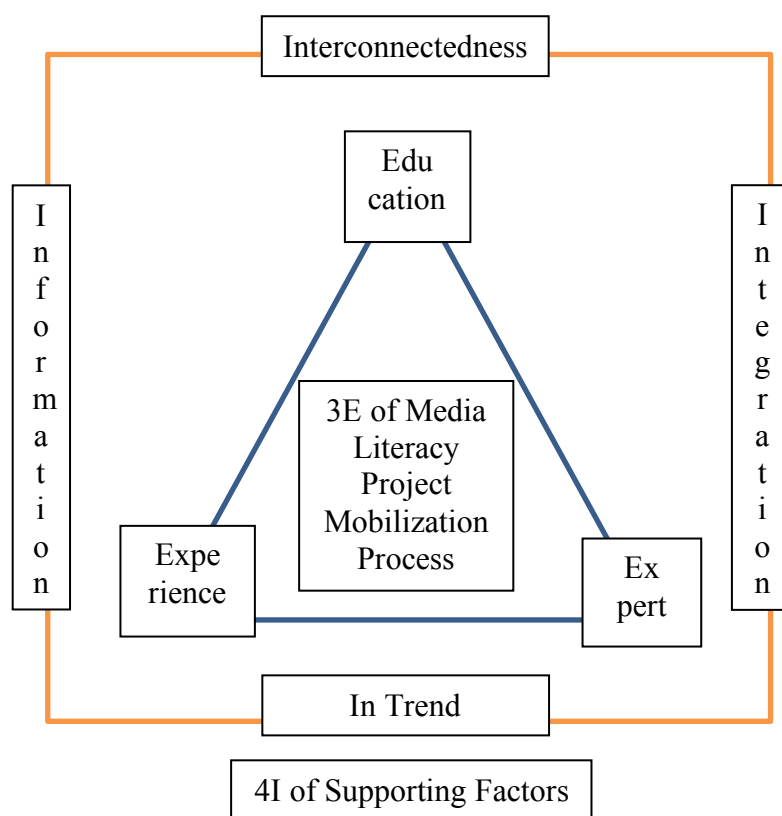 Interconnectedness
Edu
cation
I
n
f
o
r
m
a
t
i
o
n
I
n
t
e
g
r
a
t
i
o
n
3E of Media
Literacy
Project
Mobilization
Process
Expe
rience
Ex
pert
In Trend
4I of Supporting Factors